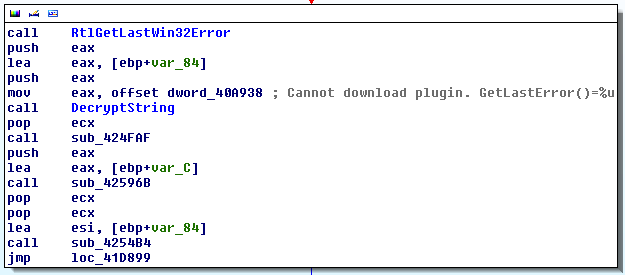 call RtlGetLastWin32Error
push eax
lea eax, [ebp+var_84]
push eax
mov eax, offset dword_40A938 ; Cannot download plugin. GetLastError()=%u
call DecryptString
pop ecx
call sub_424FAF
push eax
lea eax, [ebp+var_C]
call sub_42596B
pop ecx
pop ecx
lea esi, [ebp+var_84]
call sub_4254B4
jmp loc_41D899